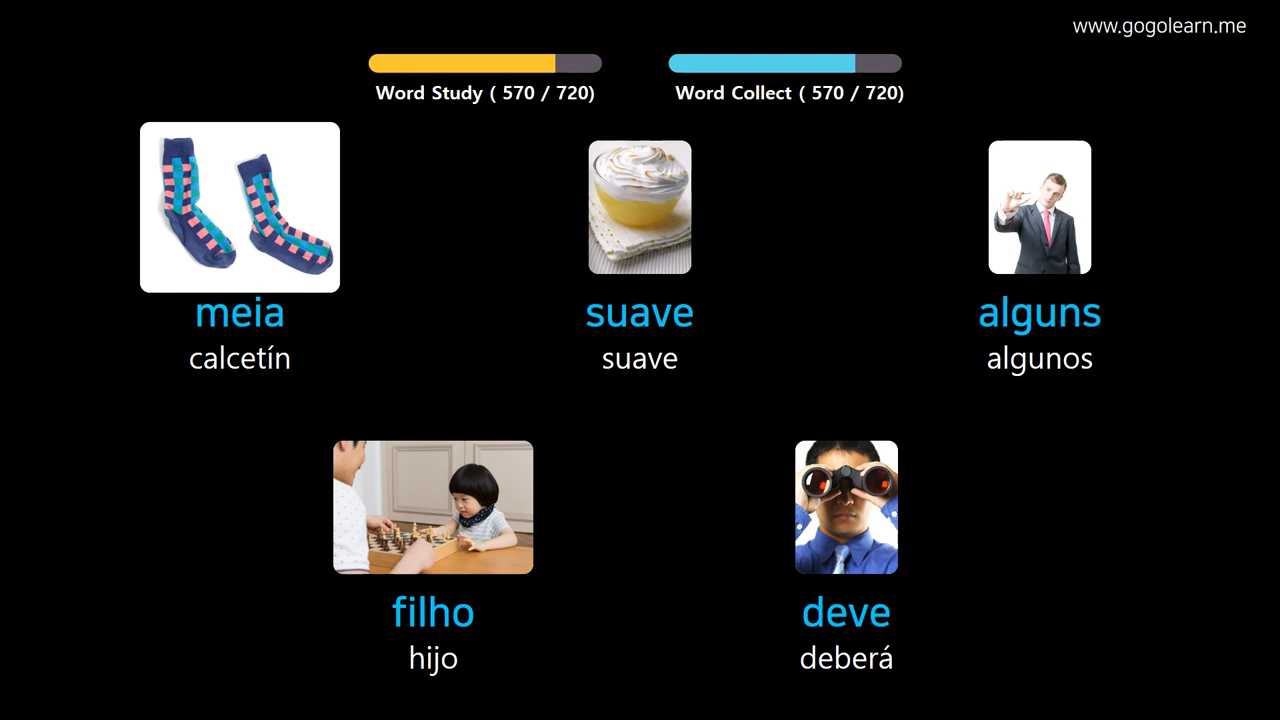 www.gogolearn.me
Word Study ( 570 / 720)
Word Collect ( 570 / 720)
meia
calcetín
suave
suave
alguns
algunos
filho
hijo
deve
deberá